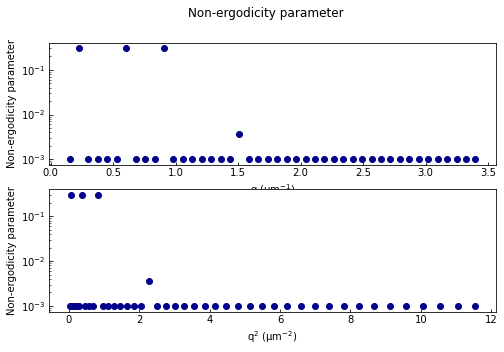 Non-ergodicity parameter
Non-ergodicity parameter
10⁻¹
10⁻²
10⁻³
0.0 0.5 1.0 1.5 2.0 2.5 3.0 3.5
q (μm⁻¹)
Non-ergodicity parameter
10⁻¹
10⁻²
10⁻³
0 2 4 6 8 10 12
q² (μm⁻²)